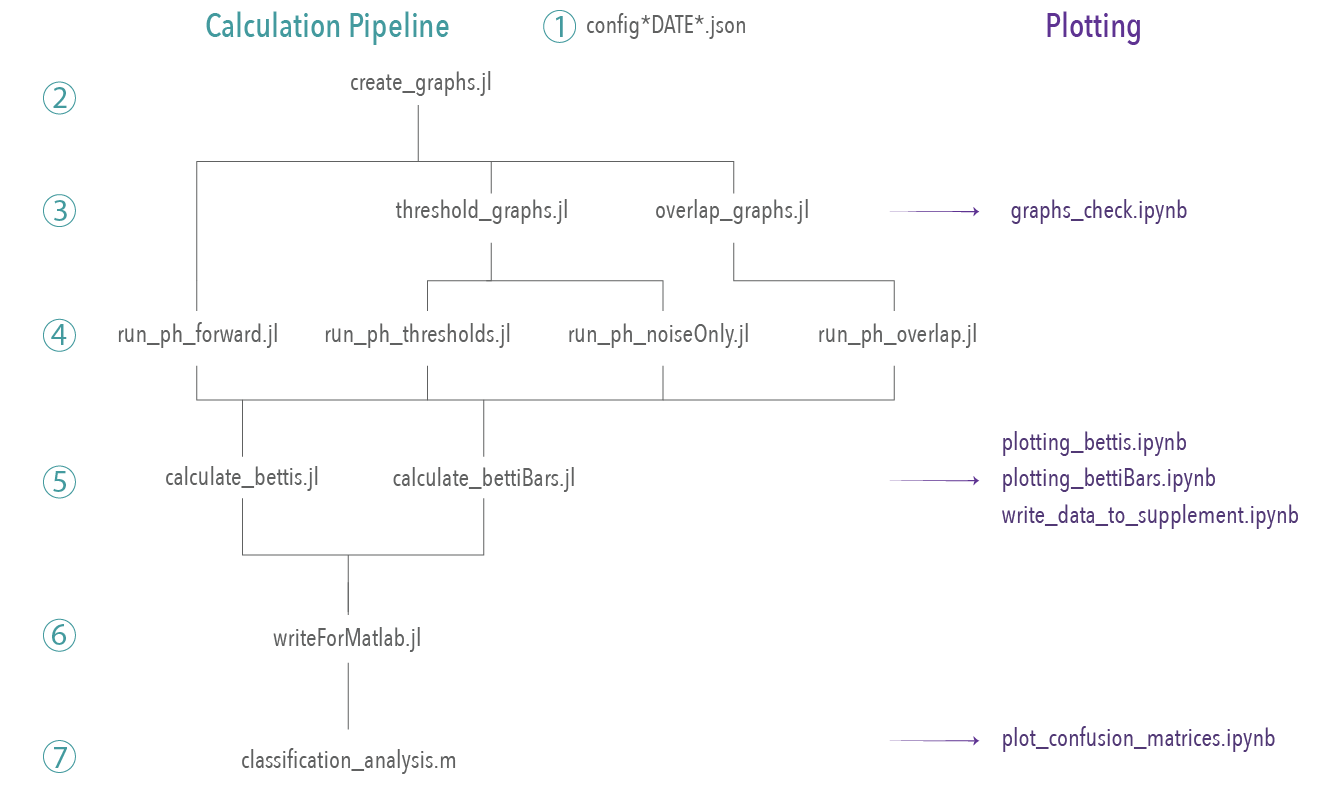 Calculation Pipeline
① config*DATE*.json
Plotting
② create_graphs.jl
③ threshold_graphs.jl overlap_graphs.jl graphs_check.ipynb
④ run_ph_forward.jl run_ph_thresholds.jl run_ph_noiseOnly.jl run_ph_overlap.jl
plotting_bettis.ipynb
⑤ calculate_bettis.jl calculate_bettiBars.jl plotting_bettiBars.ipynb
write_data_to_supplement.ipynb
⑥ writeForMatlab.jl
⑦ classification_analysis.m plot_confusion_matrices.ipynb